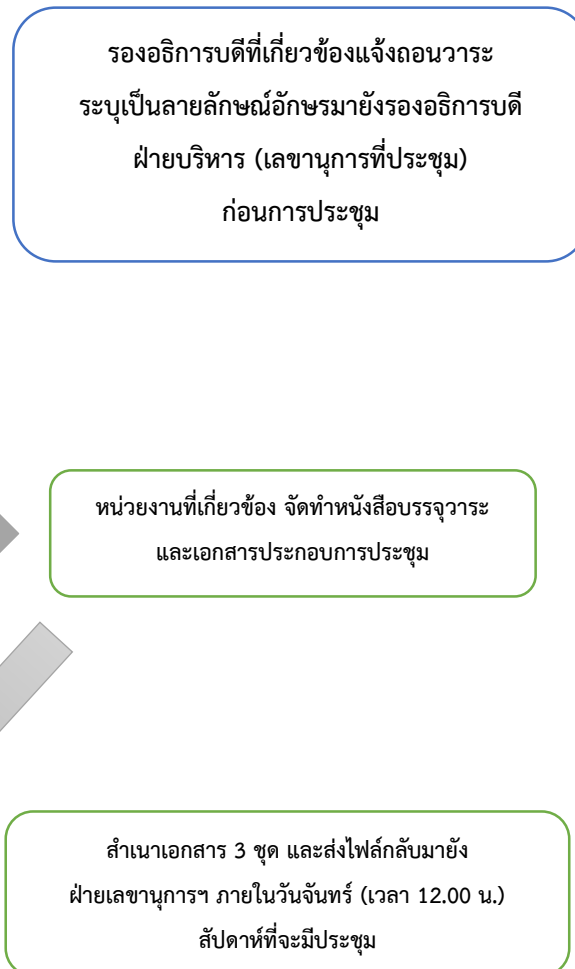 รองอธิการบดีที่เกี่ยวข้องแจ้งถอนวาระ
ระบุเป็นลายลักษณ์อักษรมายังรองอธิการบดี
ฝ่ายบริหาร (เลขานุการที่ประชุม)
ก่อนการประชุม
หน่วยงานที่เกี่ยวข้อง จัดทำหนังสือบรรจุวาระ
และเอกสารประกอบการประชุม
สำเนาเอกสาร 3 ชุด และส่งไฟล์กลับมายัง
ฝ่ายเลขานุการฯ ภายในวันจันทร์ (เวลา 12.00 น.)
สัปดาห์ที่จะมีประชุม